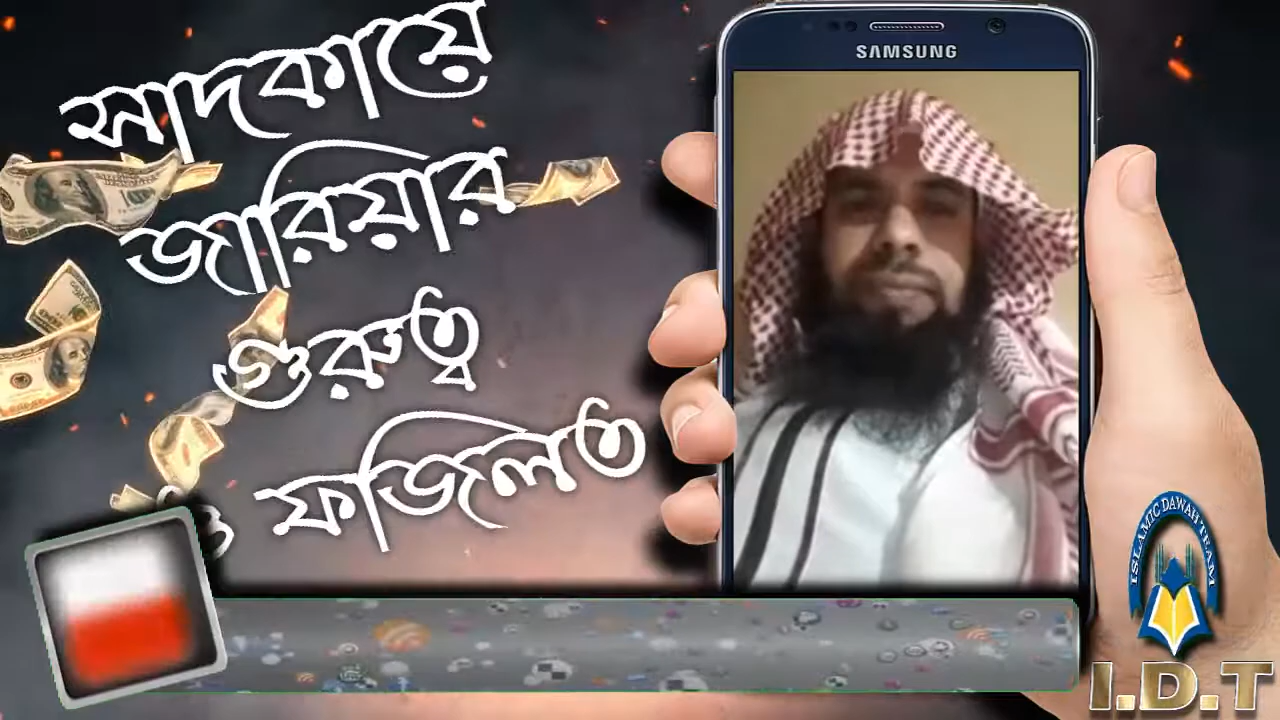 সাদকায়ে
জারিয়ার
গুরুত্ব
ও ফজিলত
SAMSUNG
ISLAMIC DAWAH TEAM
I.D.T